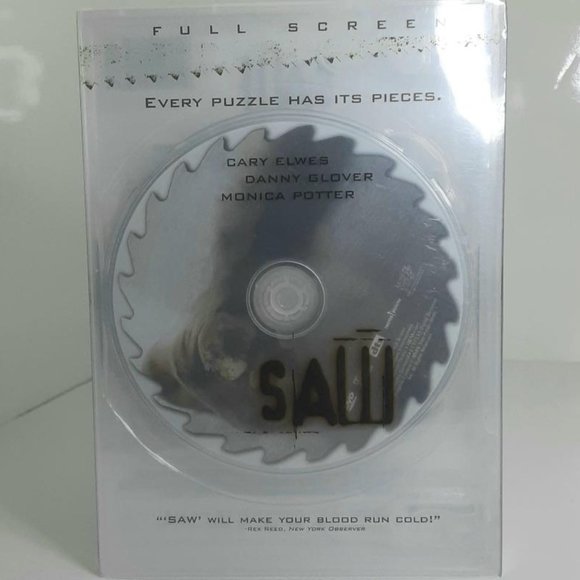 FULL SCREEN
EVERY PUZZLE HAS ITS PIECES.
CARY ELWES
DANNY GLOVER
MONICA POTTER
SAW
"'SAW' WILL MAKE YOUR BLOOD RUN COLD!"
-REX REED, NEW YORK OBSERVER